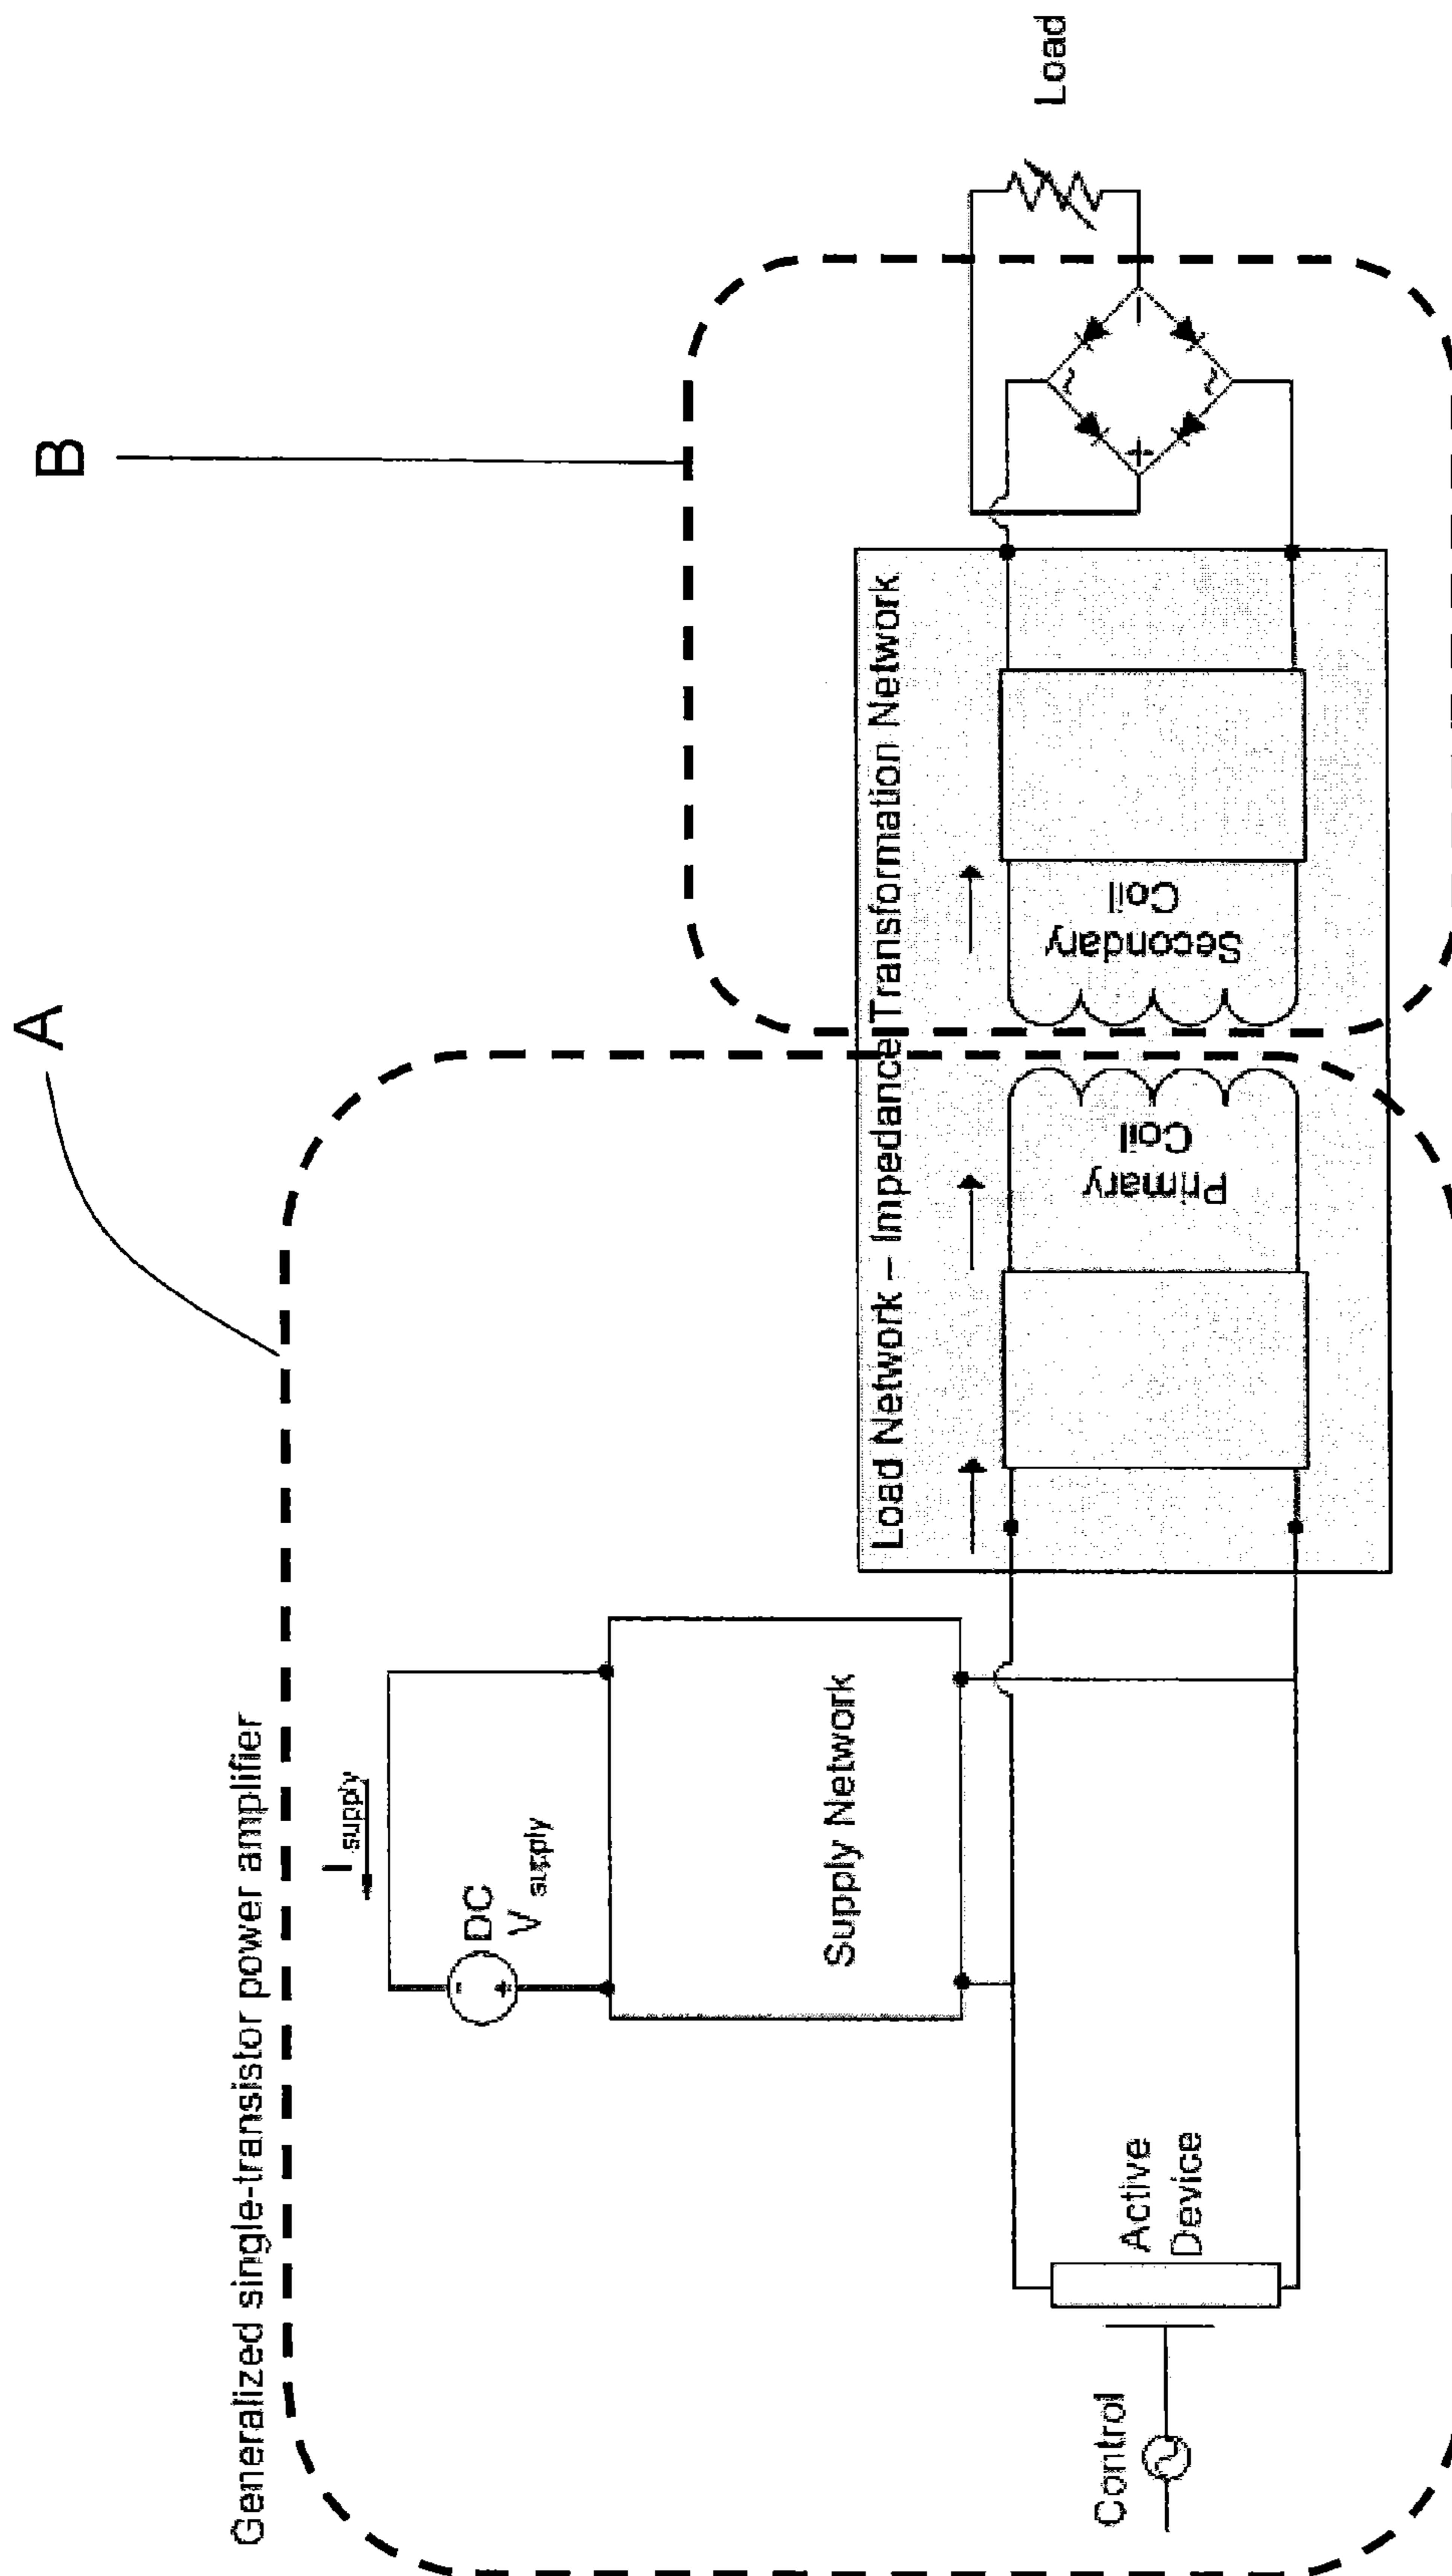 A
B
Generalized single-transistor power amplifier
I supply
DC
V supply
-
+
Supply Network
Load Network – Impedance Transformation Network
Control
~
Active
Device
Primary
Coil
Secondary
Coil
~
+
-
~
Load